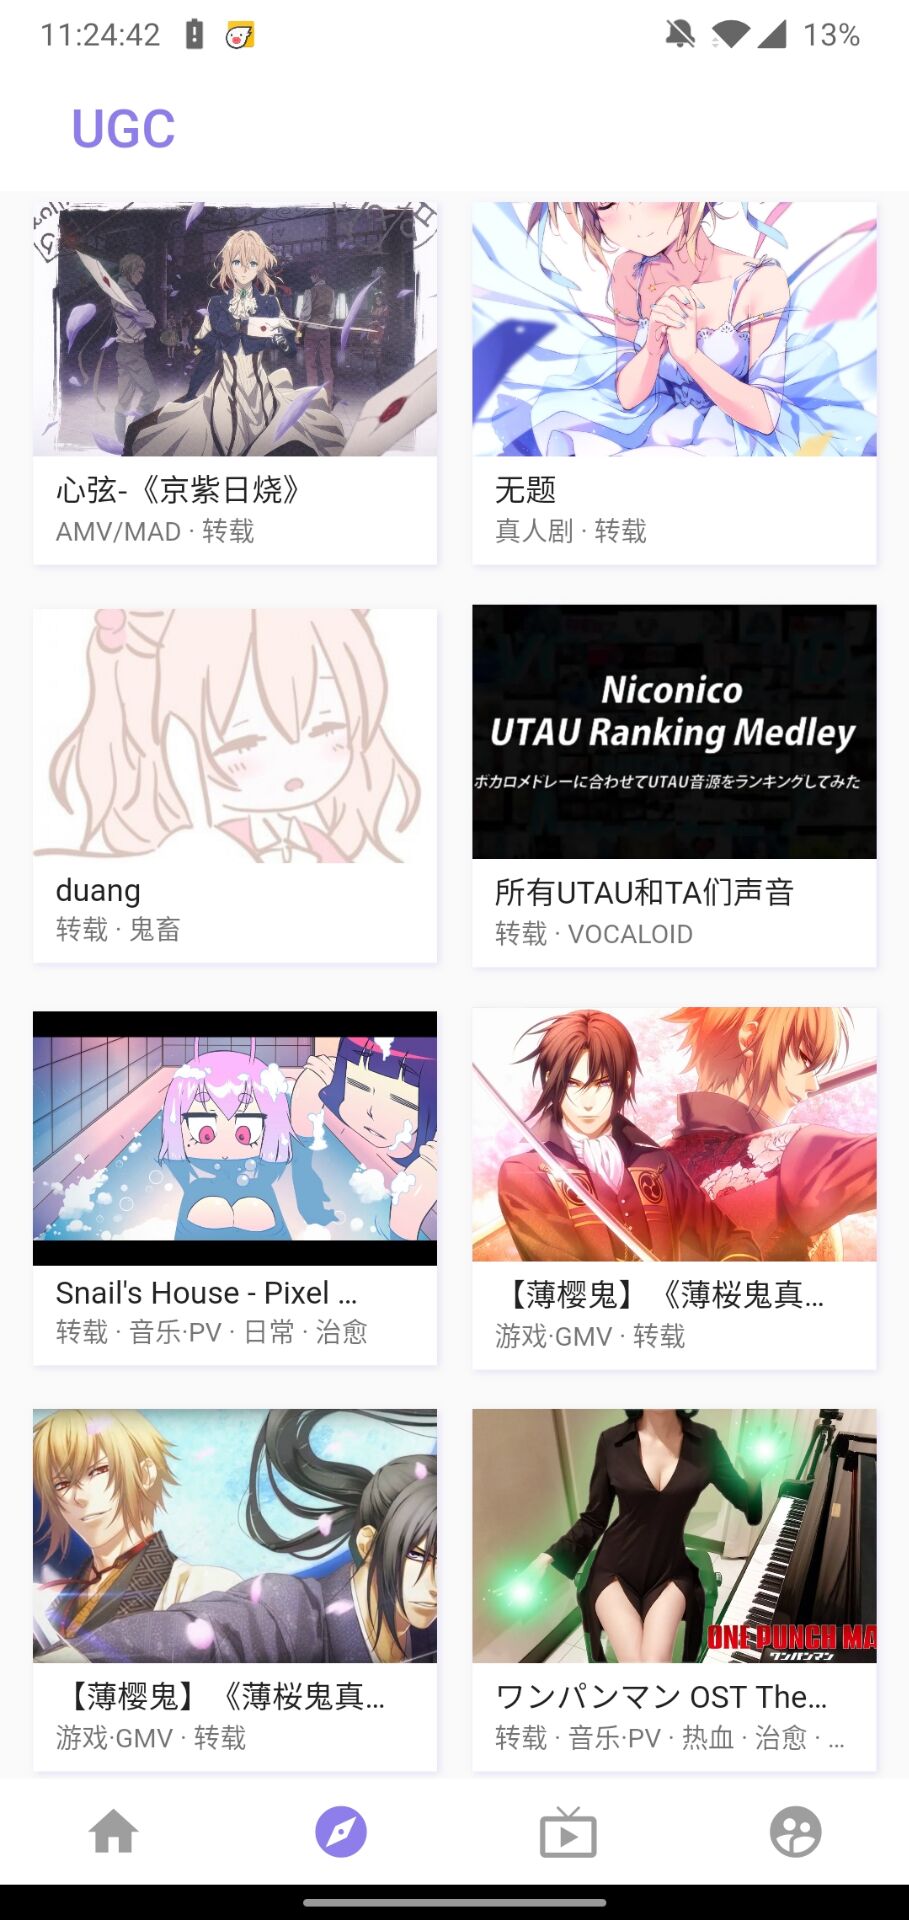 11:24:42
13%
UGC
心弦-《京紫日烧》
AMV/MAD · 转载
无题
真人剧 · 转载
Niconico
UTAU Ranking Medley
ボカロメドレーに合わせてUTAU音源をランキングしてみた
duang
转载 · 鬼畜
所有UTAU和TA们声音
转载 · VOCALOID
Snail's House - Pixel ...
转载 · 音乐·PV · 日常 · 治愈
【薄樱鬼】《薄桜鬼真...
游戏·GMV · 转载
【薄樱鬼】《薄桜鬼真...
游戏·GMV · 转载
ONE PUNCH MA
ワンパンマン
ワンパンマン OST The...
转载 · 音乐·PV · 热血 · 治愈 · ...